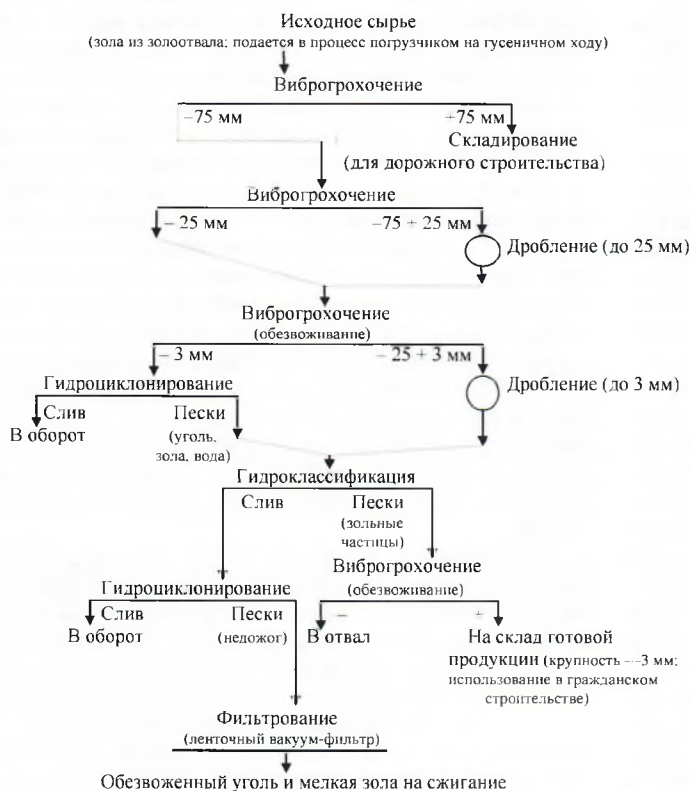 Исходное сырье
(зола из золоотвала; подается в процесс погрузчиком на гусеничном ходу)
Виброгрохочение
–75 мм
+75 мм
Складирование
(для дорожного строительства)
Виброгрохочение
– 25 мм
–75 + 25 мм
Дробление (до 25 мм)
Виброгрохочение
(обезвоживание)
– 3 мм
– 25 + 3 мм
Гидроциклонирование
Дробление (до 3 мм)
Слив
Пески
В оборот
(уголь,
зола, вода)
Гидроклассификация
Слив
Пески
(зольные
частицы)
Виброгрохочение
(обезвоживание)
Гидроциклонирование
Слив
Пески
–
+
В оборот
(недожог)
В отвал
На склад готовой
продукции (крупность –-3 мм;
использование в гражданском
строительстве)
Фильтрование
(ленточный вакуум-фильтр)
Обезвоженный уголь и мелкая зола на сжигание